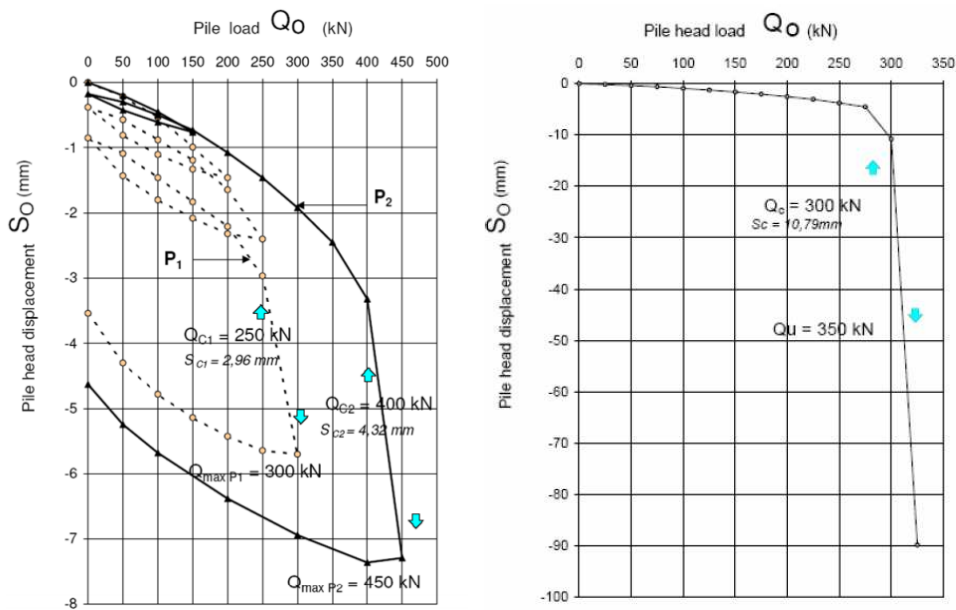 Pile load Qo (kN)
0 50 100 150 200 250 300 350 400 450 500
0
-1
-2
-3
-4
-5
-6
-7
-8
Pile head displacement So (mm)
P2
P1
QC1 = 250 kN
S C1 = 2,96 mm
QC2 = 400 kN
S C2 = 4,32 mm
Qmax P1 = 300 kN
Qmax P2 = 450 kN
Pile head load Qo (kN)
0 50 100 150 200 250 300 350
0
-10
-20
-30
-40
-50
-60
-70
-80
-90
-100
Pile head displacement So (mm)
Qc = 300 kN
Sc = 10,79mm
Qu = 350 kN